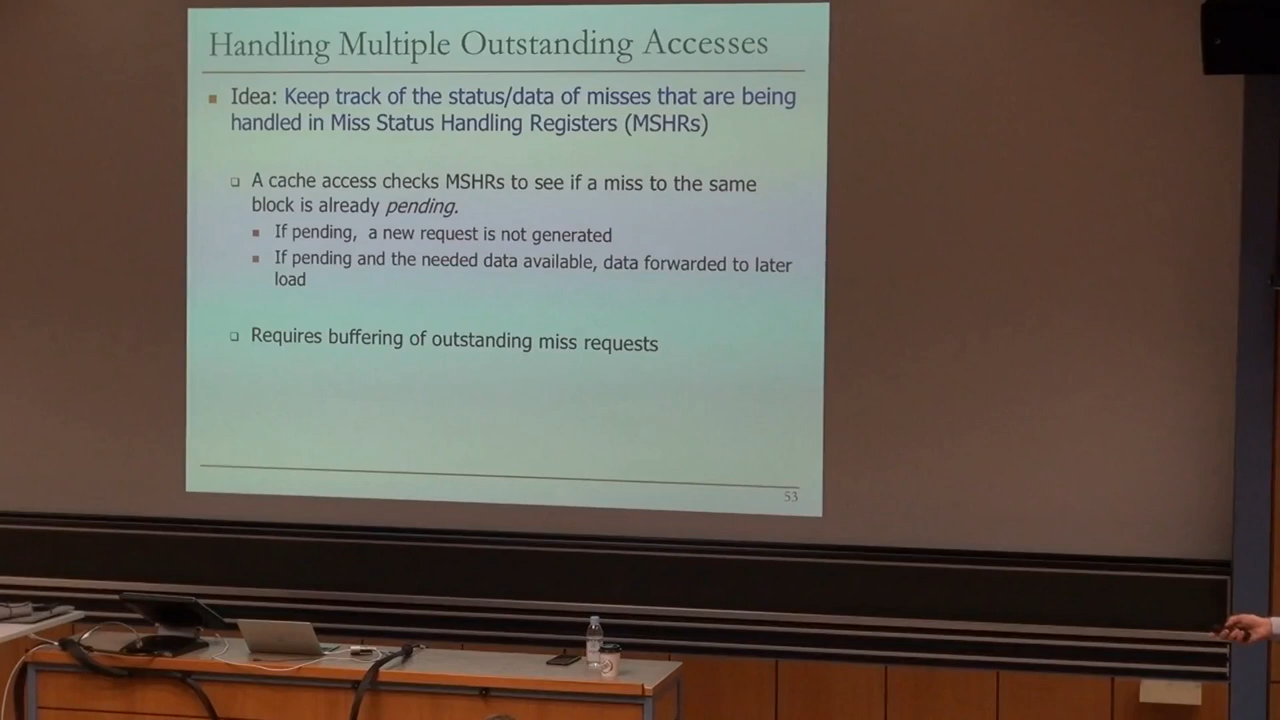 Handling Multiple Outstanding Accesses
Idea: Keep track of the status/data of misses that are being
handled in Miss Status Handling Registers (MSHRs)
A cache access checks MSHRs to see if a miss to the same
block is already pending.
If pending, a new request is not generated
If pending and the needed data available, data forwarded to later
load
Requires buffering of outstanding miss requests
53